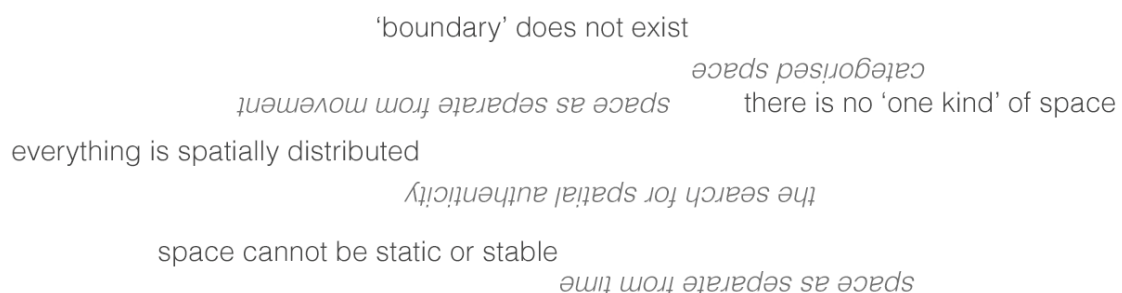 ‘boundary’ does not exist
categorised space
space as separate from movement
there is no ‘one kind’ of space
everything is spatially distributed
the search for spatial authenticity
space cannot be static or stable
space as separate from time